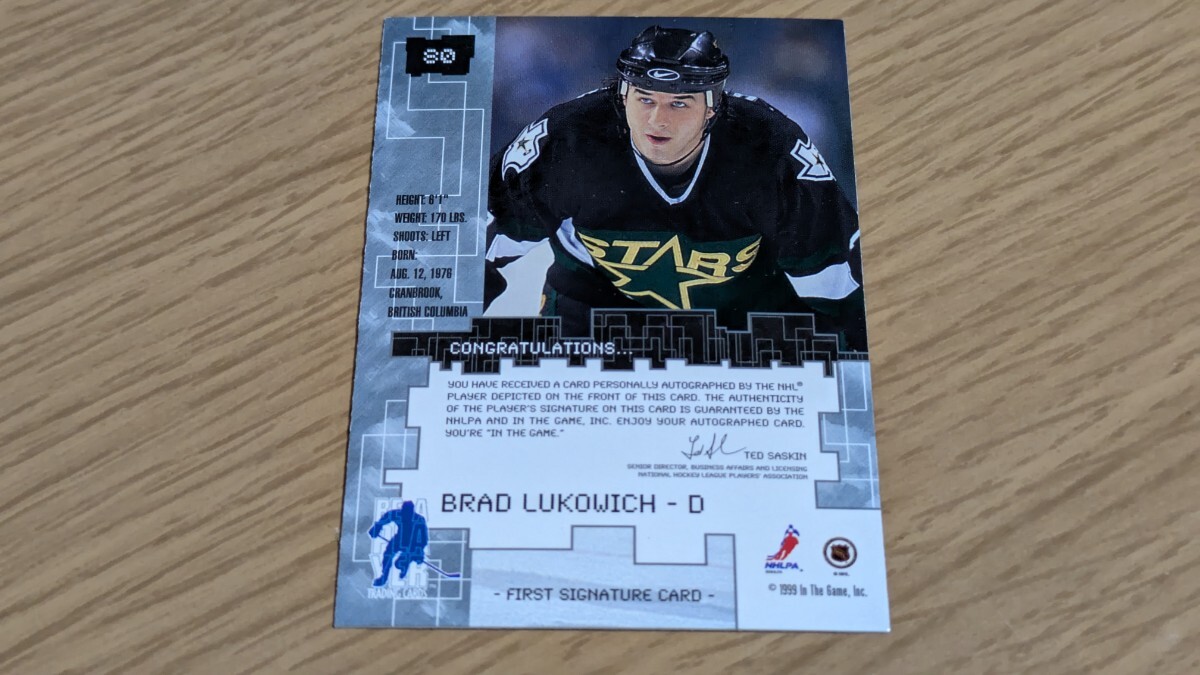 80
STARS
HEIGHT: 6'1"
WEIGHT: 170 LBS.
SHOOTS: LEFT
BORN:
AUG. 12, 1976
CRANBROOK,
BRITISH COLUMBIA
CONGRATULATIONS...
YOU HAVE RECEIVED A CARD PERSONALLY AUTOGRAPHED BY THE NHL®
PLAYER DEPICTED ON THE FRONT OF THIS CARD. THE AUTHENTICITY
OF THE PLAYER'S SIGNATURE ON THIS CARD IS GUARANTEED BY THE
NHLPA AND IN THE GAME, INC. ENJOY YOUR AUTOGRAPHED CARD.
YOU'RE "IN THE GAME."
TED SASKIN
SENIOR DIRECTOR, BUSINESS AFFAIRS AND LICENSING
NATIONAL HOCKEY LEAGUE PLAYERS' ASSOCIATION
BRAD LUKOWICH - D
TRADING CARDS
NHLPA
- FIRST SIGNATURE CARD -
© 1999 In The Game, Inc.